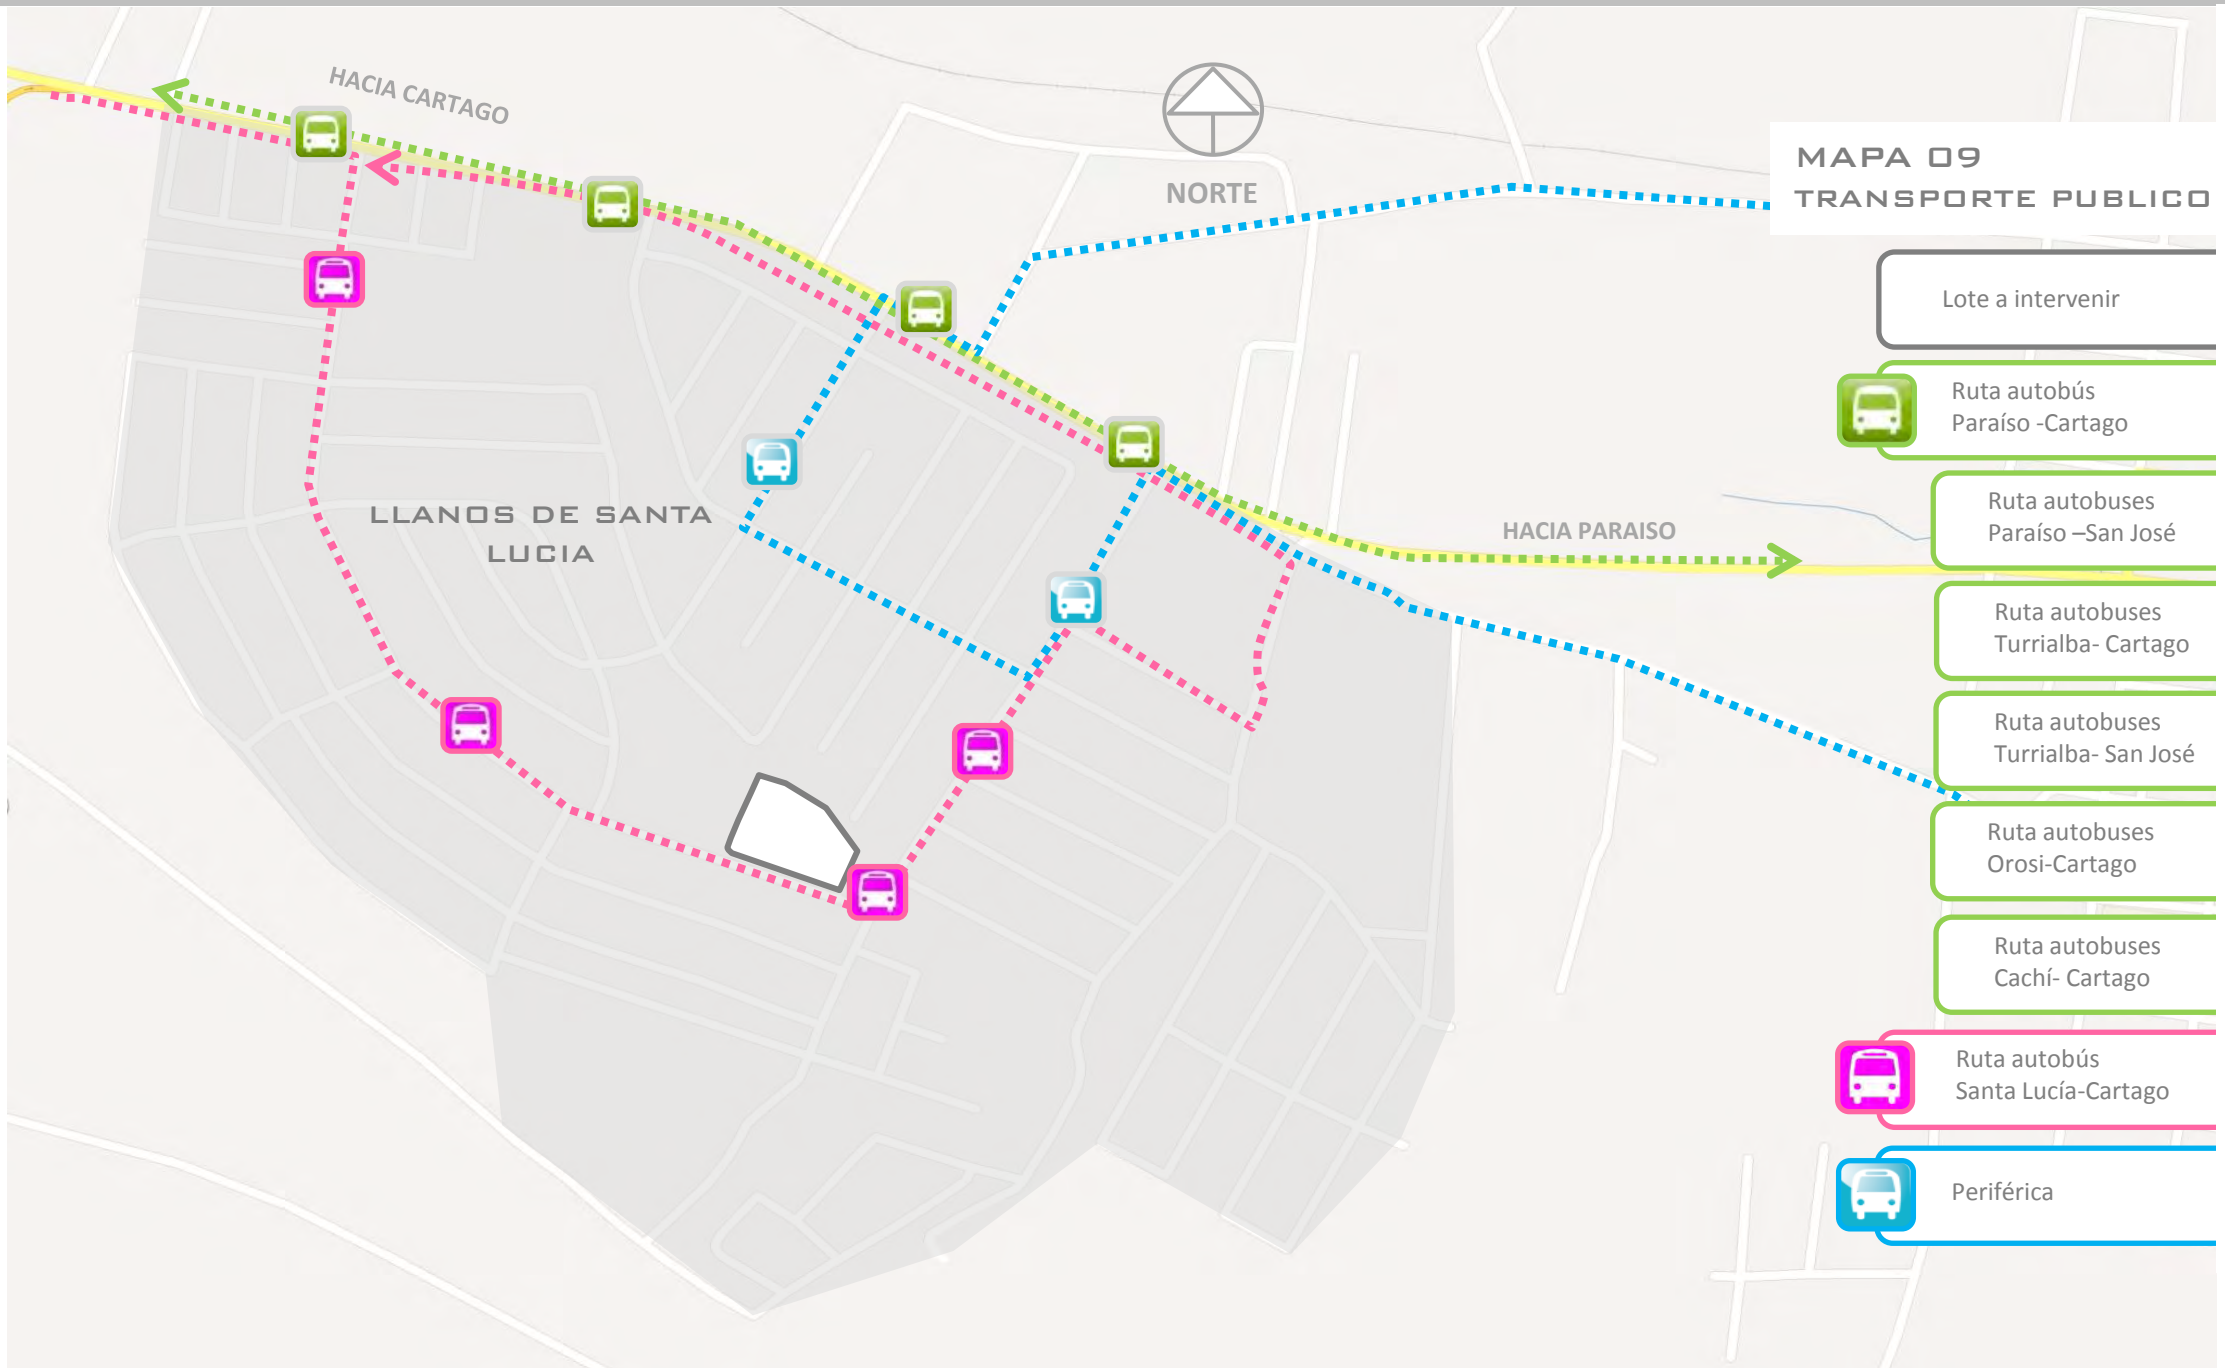 HACIA CARTAGO
NORTE
MAPA 09
TRANSPORTE PUBLICO
Lote a intervenir
Ruta autobús
Paraíso -Cartago
Ruta autobuses
Paraíso –San José
HACIA PARAISO
LLANOS DE SANTA
LUCIA
Ruta autobuses
Turrialba- Cartago
Ruta autobuses
Turrialba- San José
Ruta autobuses
Orosi-Cartago
Ruta autobuses
Cachí- Cartago
Ruta autobús
Santa Lucía-Cartago
Periférica